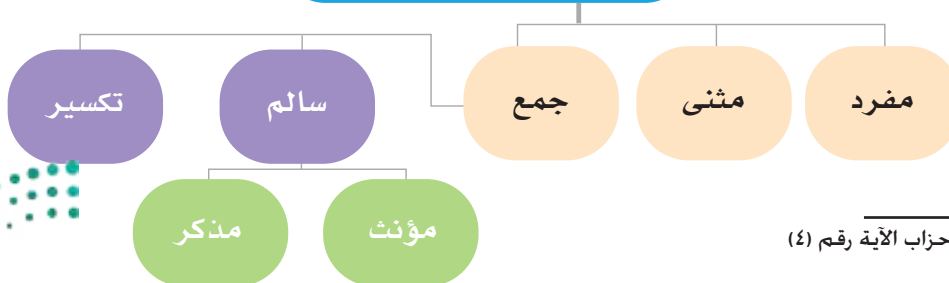 مفرد مثنى جمع سالم تكسير
مؤنث مذكر
حزاب الآية رقم (٤)